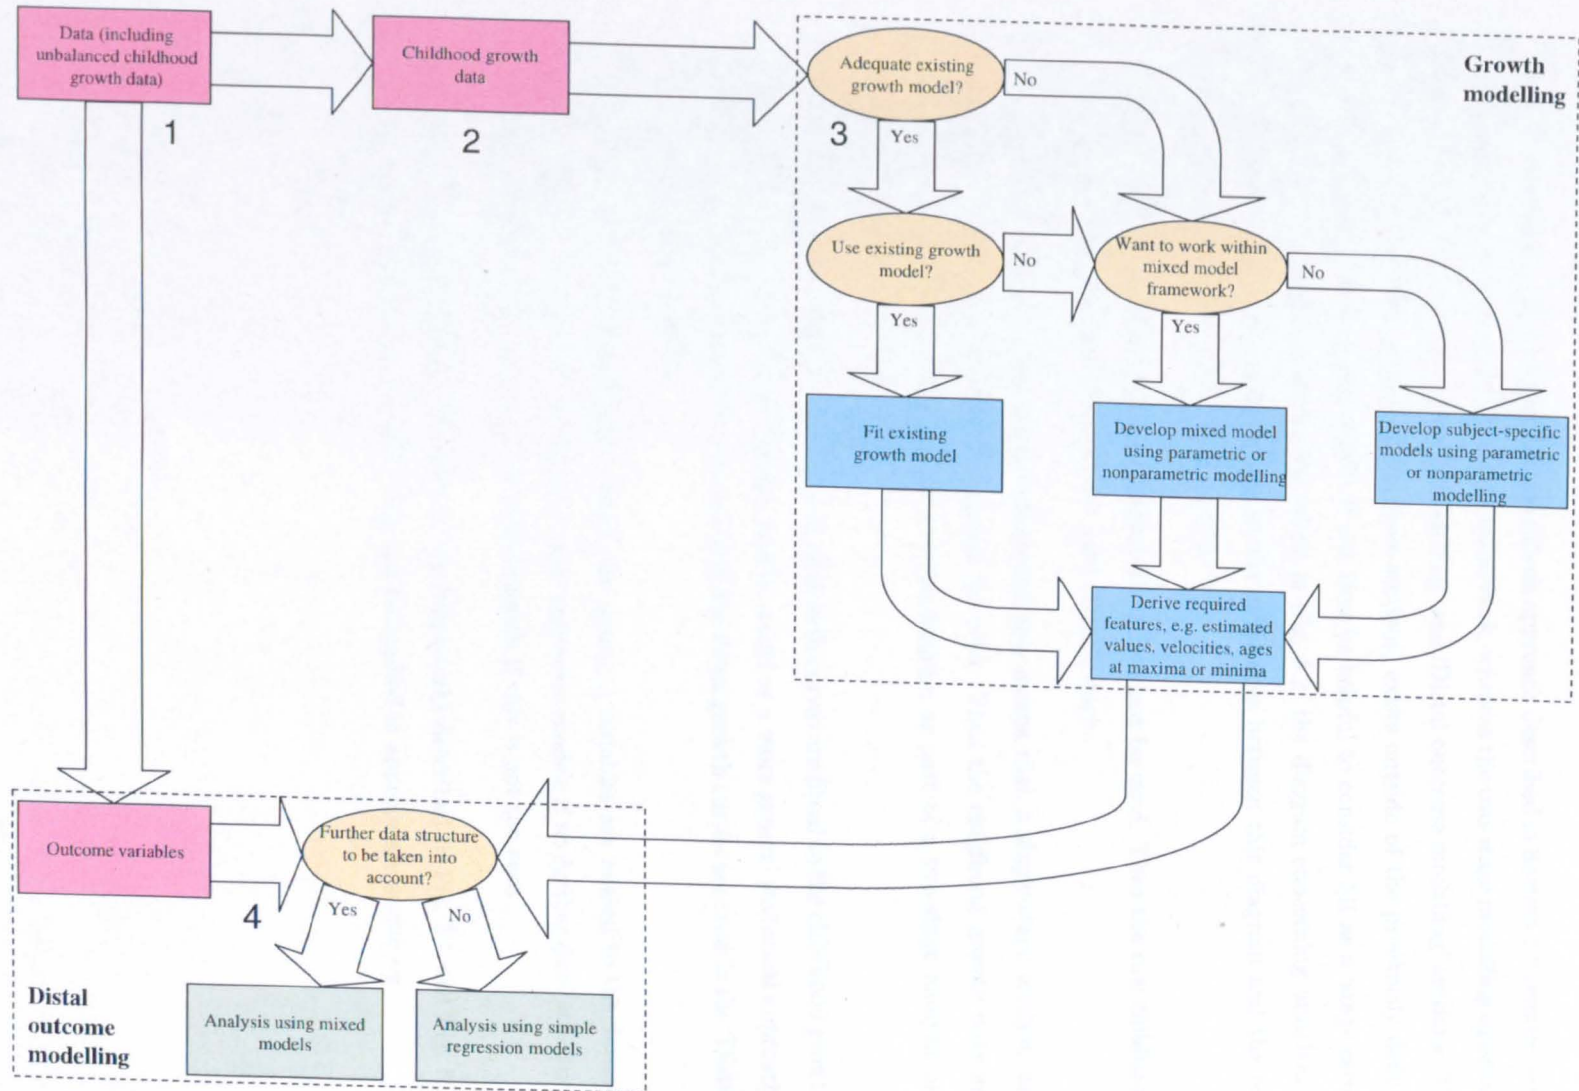 Data (including
unbalanced childhood
growth data)
1
Childhood growth
data
2
Growth
modelling
Adequate existing
growth model?
No
3
Yes
Use existing growth
model?
No
Want to work within
mixed model
framework?
No
Yes
Yes
Fit existing
growth model
Develop mixed model
using parametric or
nonparametric modelling
Develop subject-specific
models using parametric
or nonparametric
modelling
Derive required
features, e.g. estimated
values, velocities, ages
at maxima or minima
Outcome variables
Further data structure
to be taken into
account?
4
Yes
No
Distal
outcome
modelling
Analysis using mixed
models
Analysis using simple
regression models